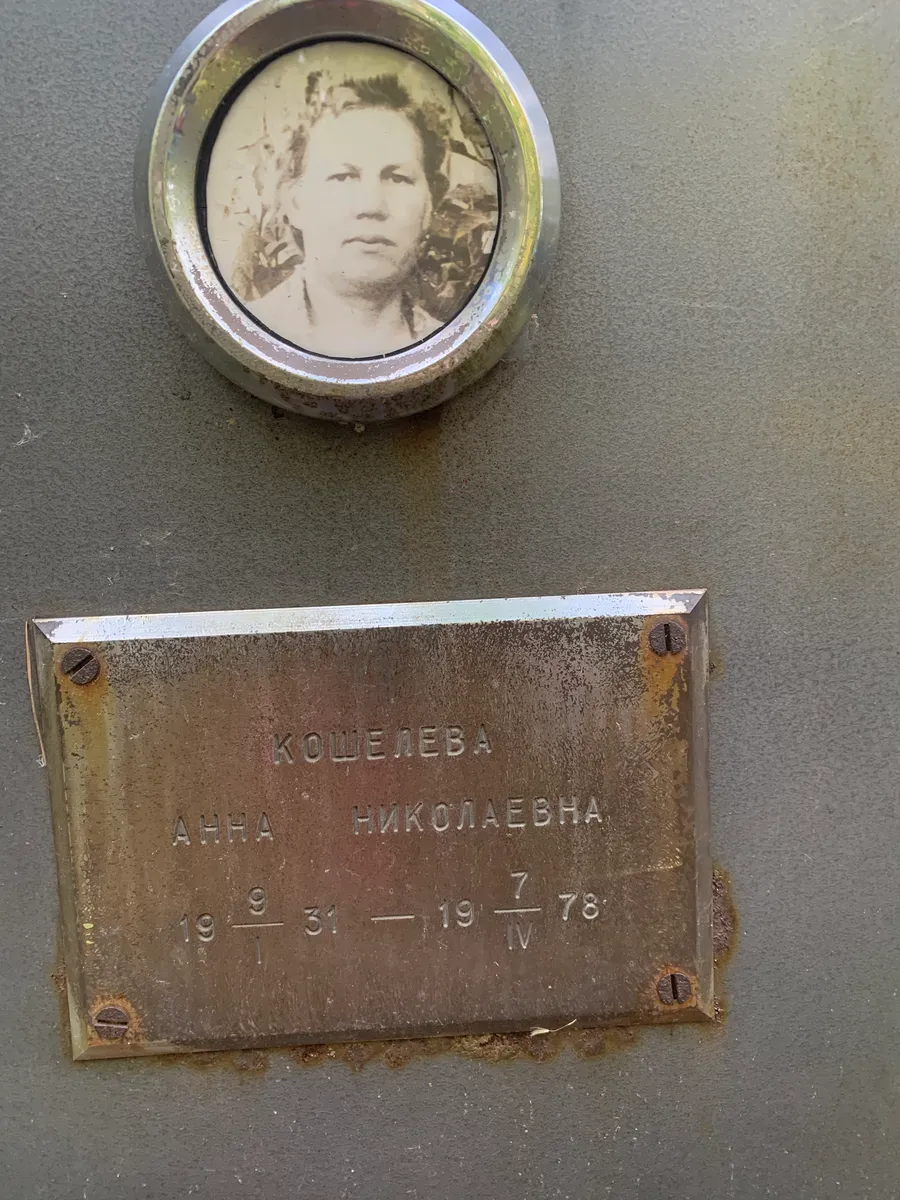 КОШЕЛЕВА
АННА НИКОЛАЕВНА
19 9/I 31 — 19 7/IV 78